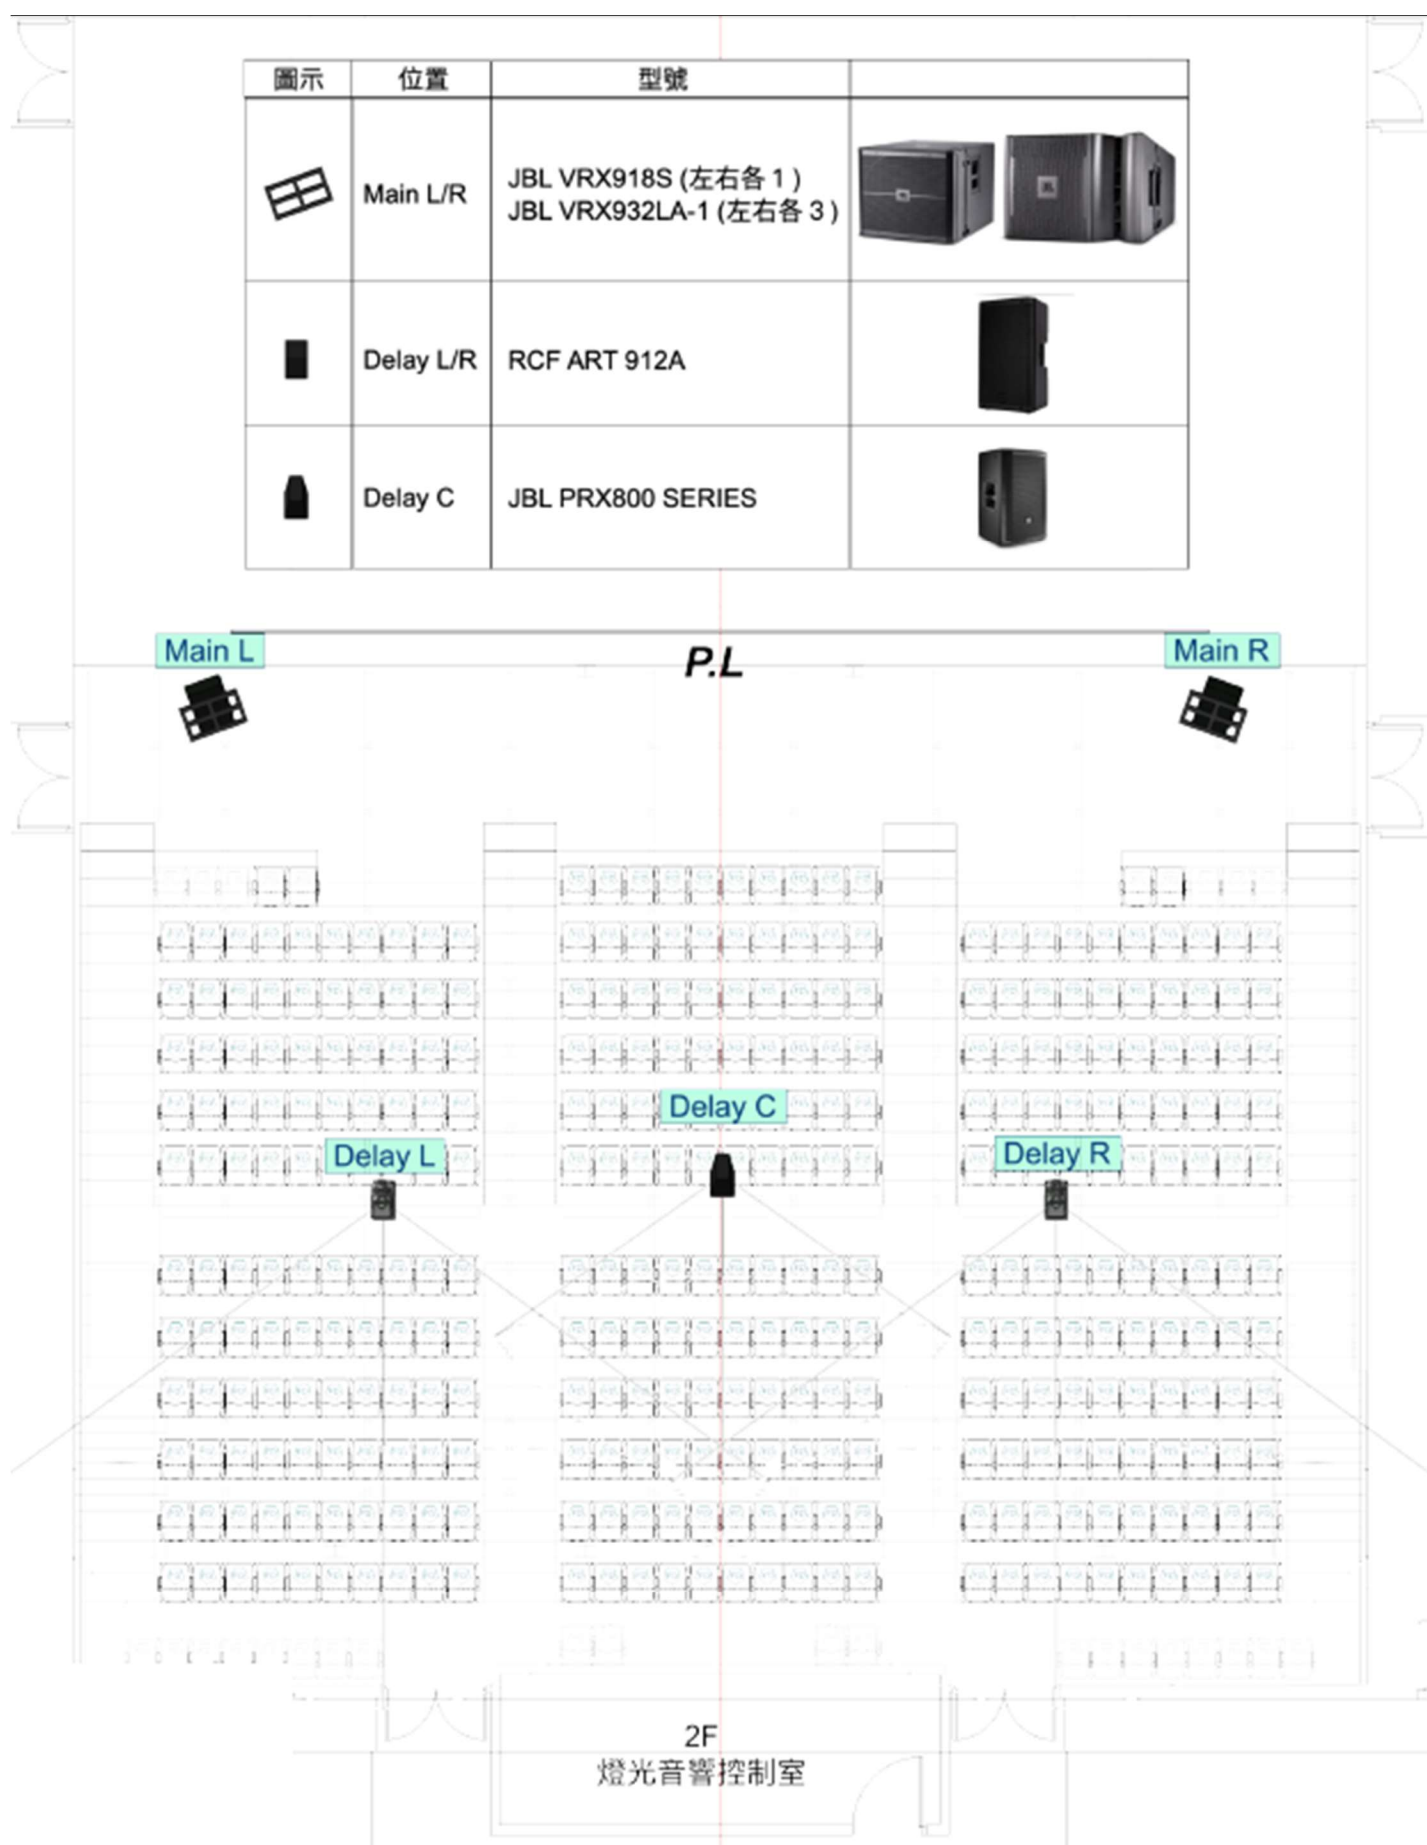 圖示 位置 型號
Main L/R
JBL VRX918S (左右各 1 )
JBL VRX932LA-1 (左右各 3 )
Delay L/R RCF ART 912A
Delay C JBL PRX800 SERIES
Main L
P.L
Main R
Delay C
Delay L
Delay R
2F
燈光音響控制室